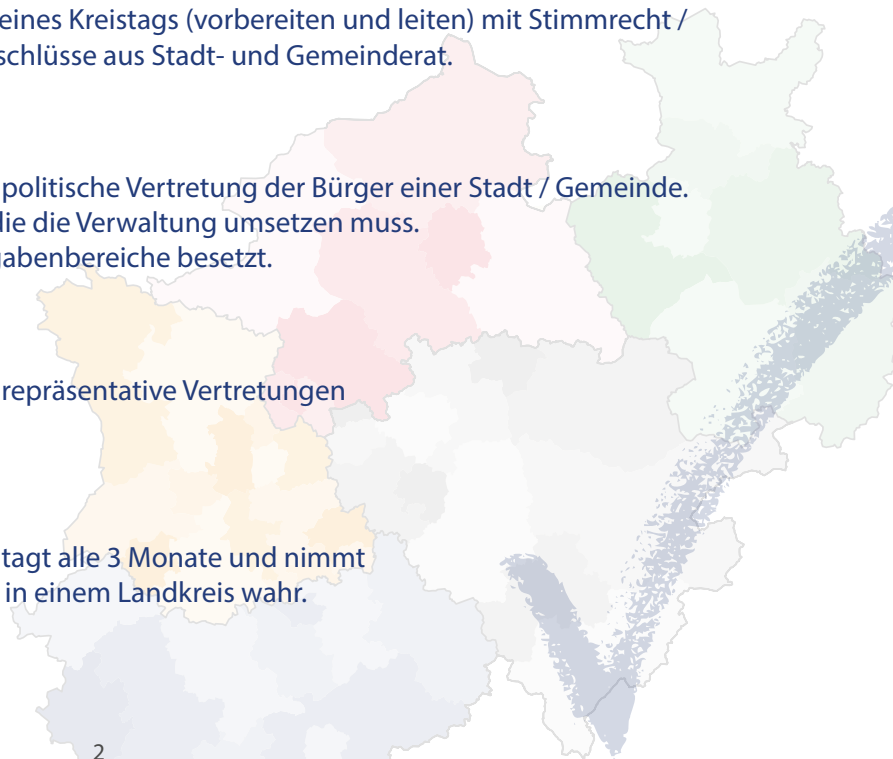 eines Kreistags (vorbereiten und leiten) mit Stimmrecht /
schlüsse aus Stadt- und Gemeinderat.
politische Vertretung der Bürger einer Stadt / Gemeinde.
die die Verwaltung umsetzen muss.
gabenbereiche besetzt.
repräsentative Vertretungen
tagt alle 3 Monate und nimmt
in einem Landkreis wahr.
2